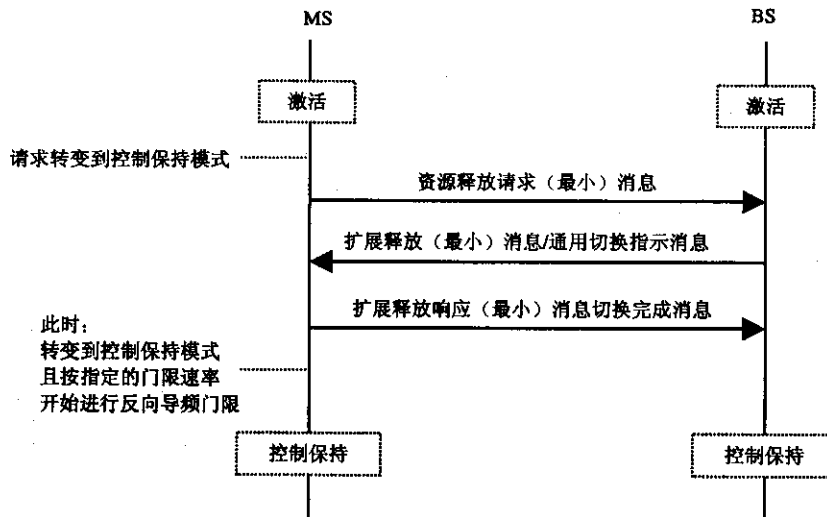 MS
BS
激活
激活
请求转变到控制保持模式
资源释放请求（最小）消息
扩展释放（最小）消息/通用切换指示消息
扩展释放响应（最小）消息切换完成消息
此时：
转变到控制保持模式
且按指定的门限速率
开始进行反向导频门限
控制保持
控制保持